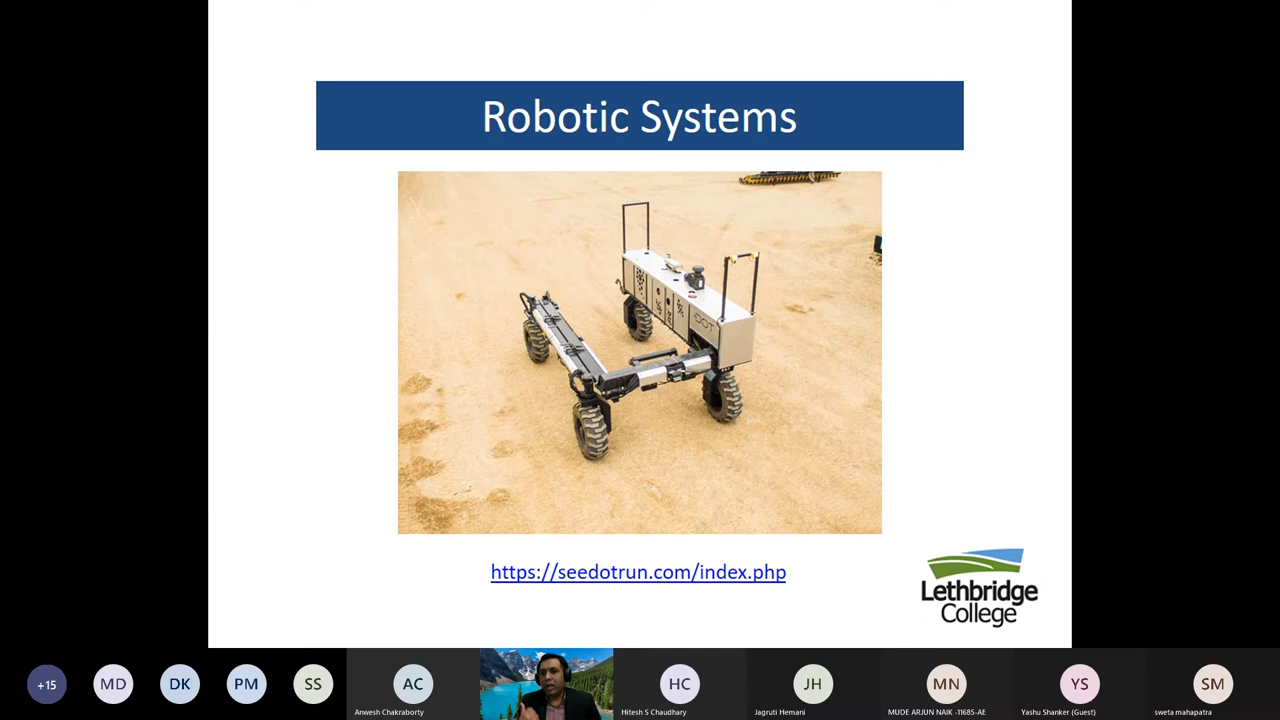 Robotic Systems
DOT
https://seedotrun.com/index.php
Lethbridge
College
+15
MD
DK
PM
SS
AC
HC
JH
MN
YS
SM
Anwesh Chakraborty
Hitesh S Chaudhary
Jagruti Hemani
MUDE ARJUN NAIK -11685-AE
Yashu Shanker (Guest)
sweta mahapatra